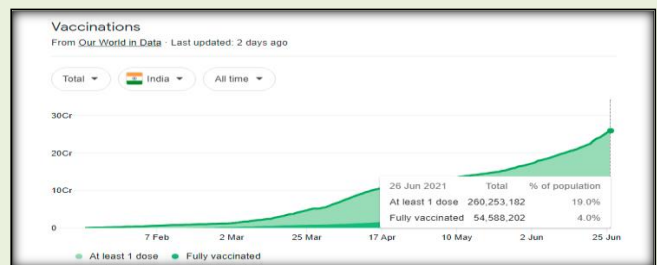 Vaccinations
From Our World in Data · Last updated: 2 days ago
Total India All time
30Cr
20Cr
10Cr
0
26 Jun 2021 Total % of population
At least 1 dose 260,253,182 19.0%
Fully vaccinated 54,588,202 4.0%
7 Feb 2 Mar 25 Mar 17 Apr 10 May 2 Jun 25 Jun
At least 1 dose Fully vaccinated